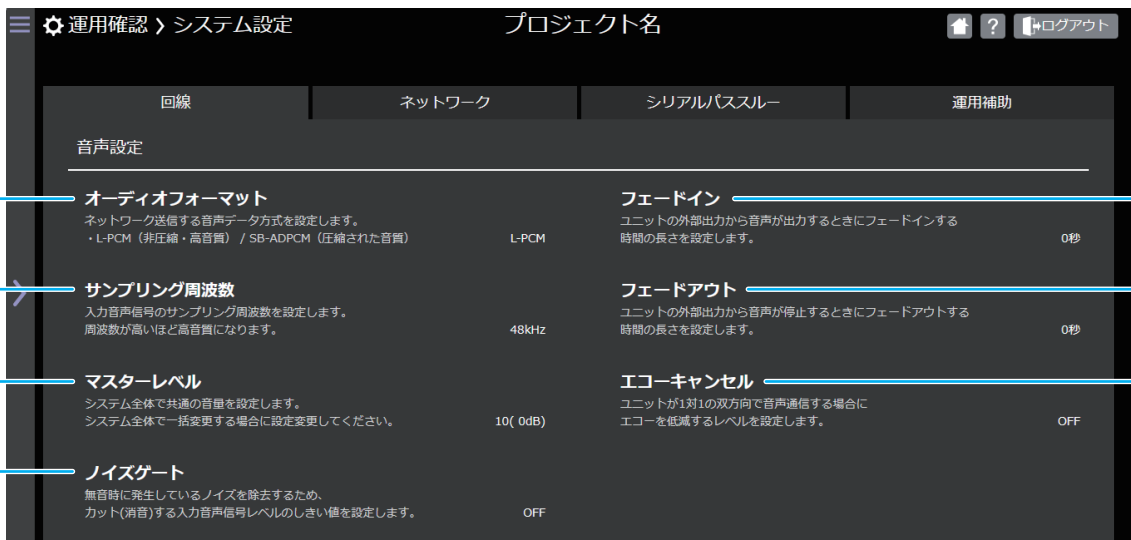 運用確認 > システム設定
プロジェクト名
?
ログアウト
回線
ネットワーク
シリアルパススルー
運用補助
音声設定
オーディオフォーマット
ネットワーク送信する音声データ方式を設定します。
・L-PCM（非圧縮・高音質） / SB-ADPCM（圧縮された音質）
L-PCM
サンプリング周波数
入力音声信号のサンプリング周波数を設定します。
周波数が高いほど高音質になります。
48kHz
マスターレベル
システム全体で共通の音量を設定します。
システム全体で一括変更する場合に設定変更してください。
10( 0dB)
ノイズゲート
無音時に発生しているノイズを除去するため、
カット(消音)する入力音声信号レベルのしきい値を設定します。
OFF
フェードイン
ユニットの外部出力から音声が出力するときにフェードインする
時間の長さを設定します。
0秒
フェードアウト
ユニットの外部出力から音声が停止するときにフェードアウトする
時間の長さを設定します。
0秒
エコーキャンセル
ユニットが1対1の双方向で音声通信する場合に
エコーを低減するレベルを設定します。
OFF